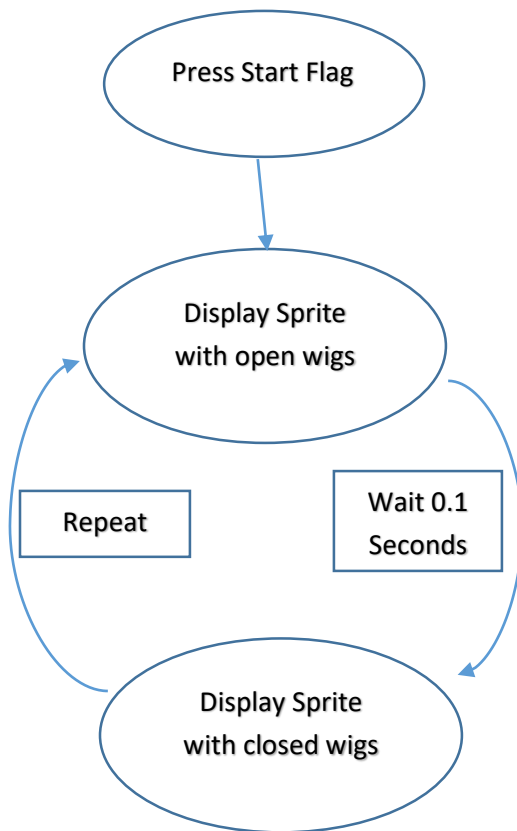 Press Start Flag
Display Sprite
with open wigs
Repeat
Wait 0.1
Seconds
Display Sprite
with closed wigs